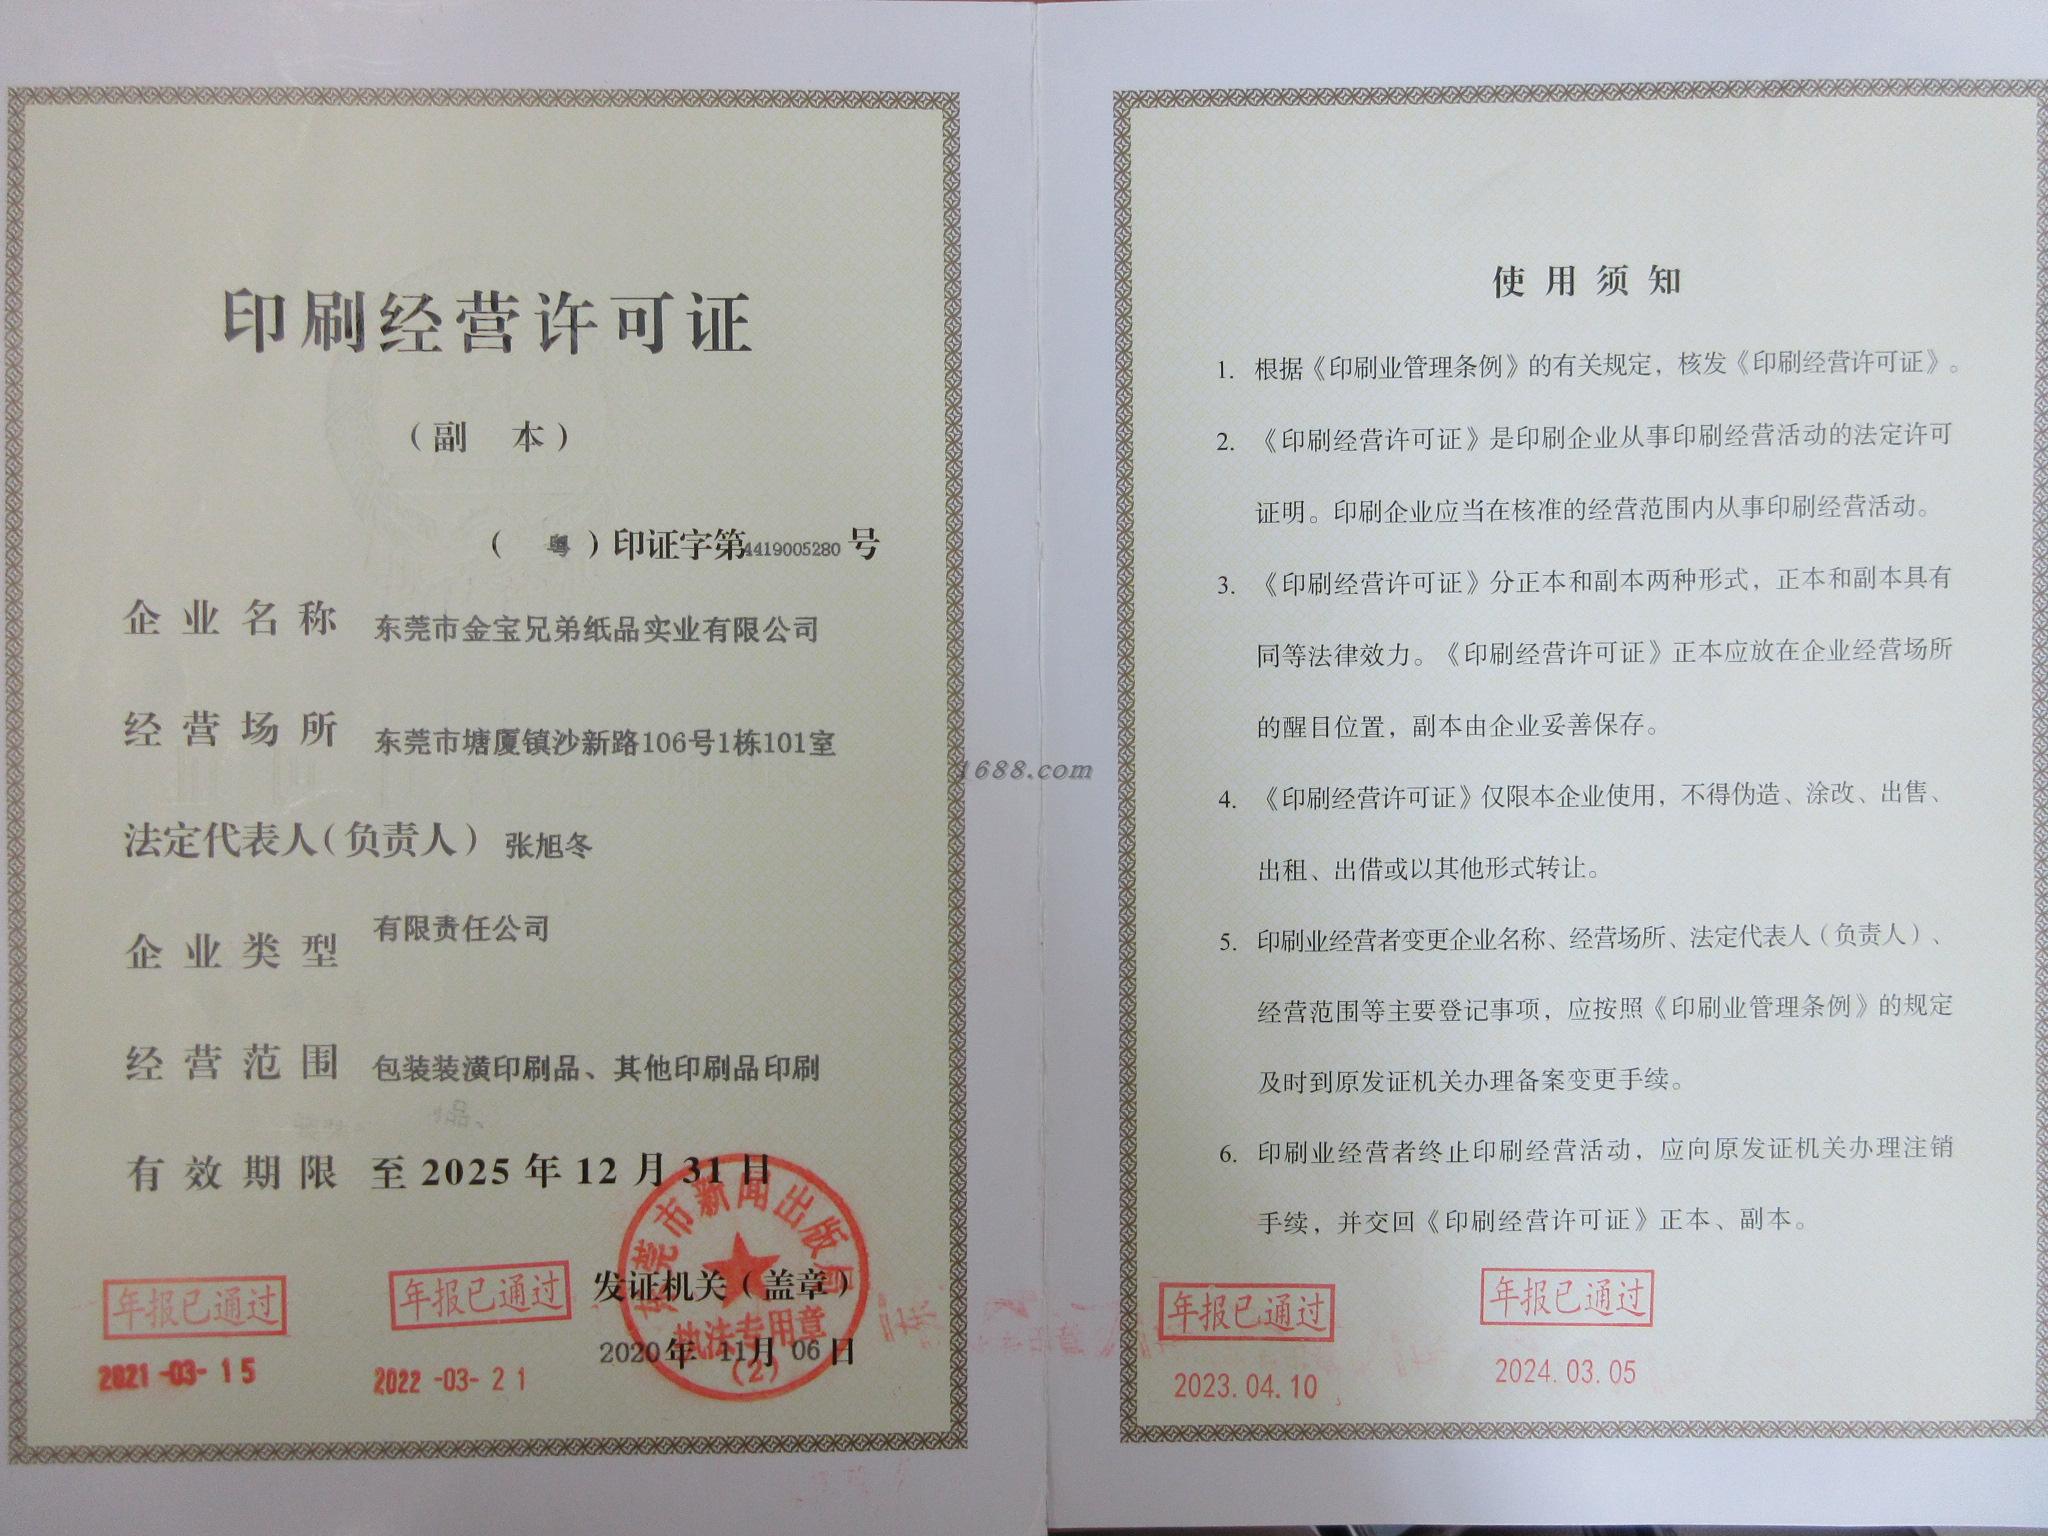 印刷经营许可证
（副 本）
（粤）印证字第4419005280号
企业名称 东莞市金宝兄弟纸品实业有限公司
经营场所 东莞市塘厦镇沙新路106号1栋101室
法定代表人（负责人） 张旭冬
企业类型 有限责任公司
经营范围 包装装潢印刷品、其他印刷品印刷
有效期限 至2025年12月31日
东莞市新闻出版局
发证机关（盖章）
执法专用章
(2)
2020年11月06日
年报已通过
2021-03-15
年报已通过
2022-03-21
1688.com
使用须知
1. 根据《印刷业管理条例》的有关规定，核发《印刷经营许可证》。
2. 《印刷经营许可证》是印刷企业从事印刷经营活动的法定许可
证明。印刷企业应当在核准的经营范围内从事印刷经营活动。
3. 《印刷经营许可证》分正本和副本两种形式，正本和副本具有
同等法律效力。《印刷经营许可证》正本应放在企业经营场所
的醒目位置，副本由企业妥善保存。
4. 《印刷经营许可证》仅限本企业使用，不得伪造、涂改、出售、
出租、出借或以其他形式转让。
5. 印刷业经营者变更企业名称、经营场所、法定代表人（负责人）、
经营范围等主要登记事项，应按照《印刷业管理条例》的规定
及时到原发证机关办理备案变更手续。
6. 印刷业经营者终止印刷经营活动，应向原发证机关办理注销
手续，并交回《印刷经营许可证》正本、副本。
年报已通过
2023.04.10
年报已通过
2024.03.05